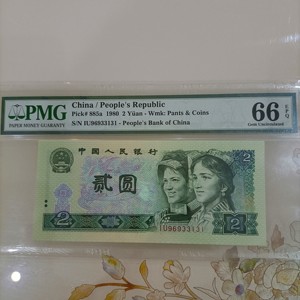 PMG
PAPER MONEY GUARANTY
China / People's Republic
Pick# 885a 1980 2 Yüan - Wmk: Pants & Coins
S/N IU96933131 - People's Bank of China
66 EPQ
Gem Uncirculated
中国人民银行
2
贰圆
2
2
IU96933131